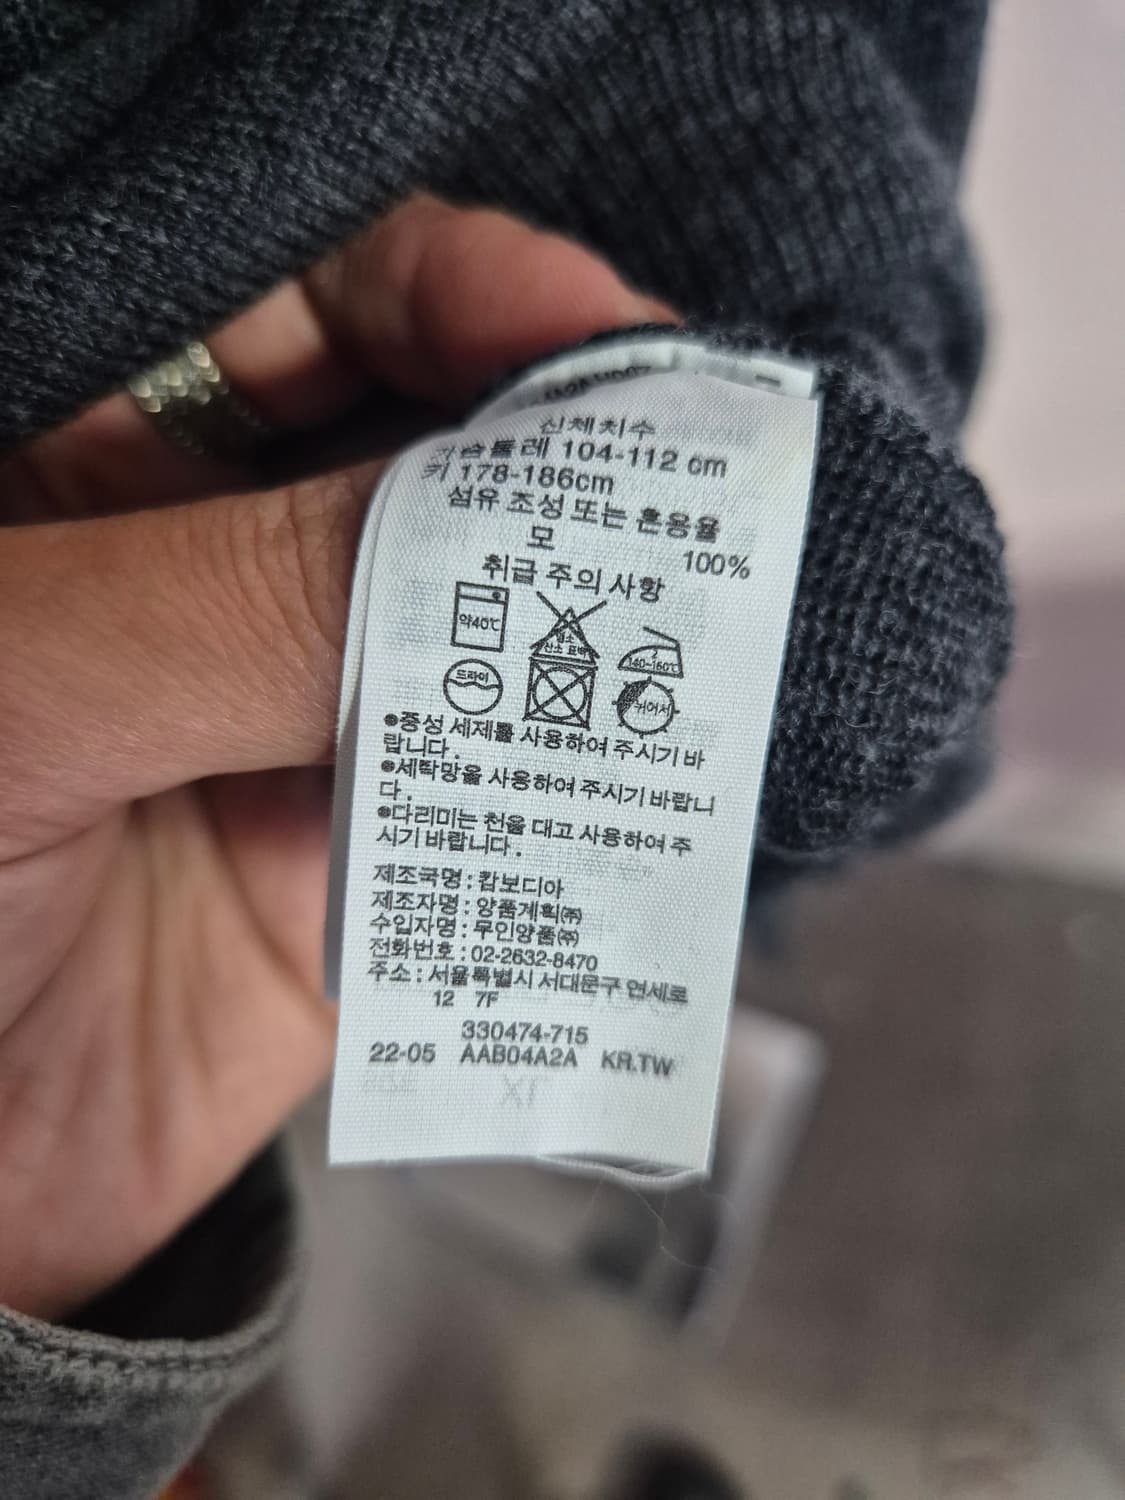 신체치수
가슴둘레 104-112 cm
키 178-186cm
섬유 조성 또는 혼용율
모 100%
취급 주의 사항
약40℃
염소
산소 표백
2
140~160℃
드라이
뉘어서
●중성 세제를 사용하여 주시기 바
랍니다.
●세탁망을 사용하여 주시기 바랍니
다.
●다리미는 천을 대고 사용하여 주
시기 바랍니다.
제조국명 : 캄보디아
제조자명 : 양품계획㈜
수입자명 : 무인양품㈜
전화번호 : 02-2632-8470
주소 : 서울특별시 서대문구 연세로
12 7F
330474-715
22-05 AAB04A2A KR.TW